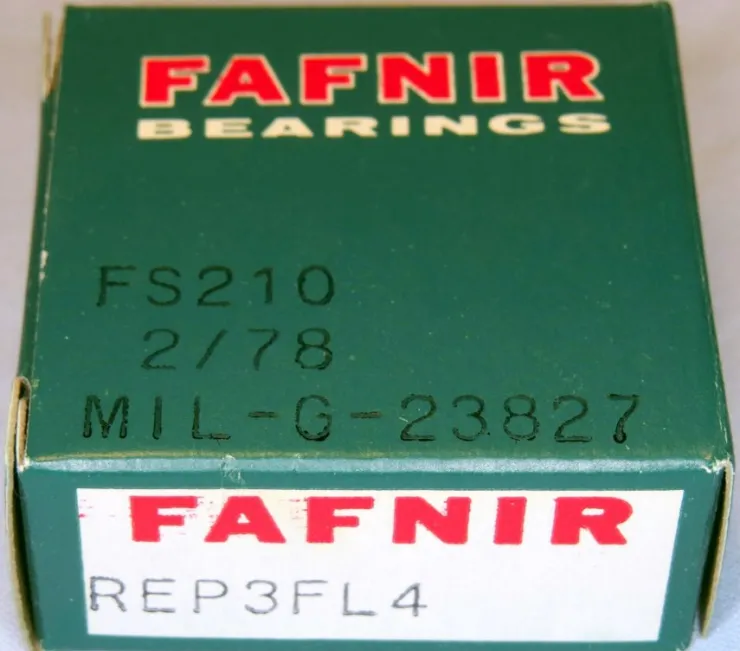 FAFNIR
BEARINGS
FS210
2/78
MIL-G-23827
FAFNIR
REP3FL4